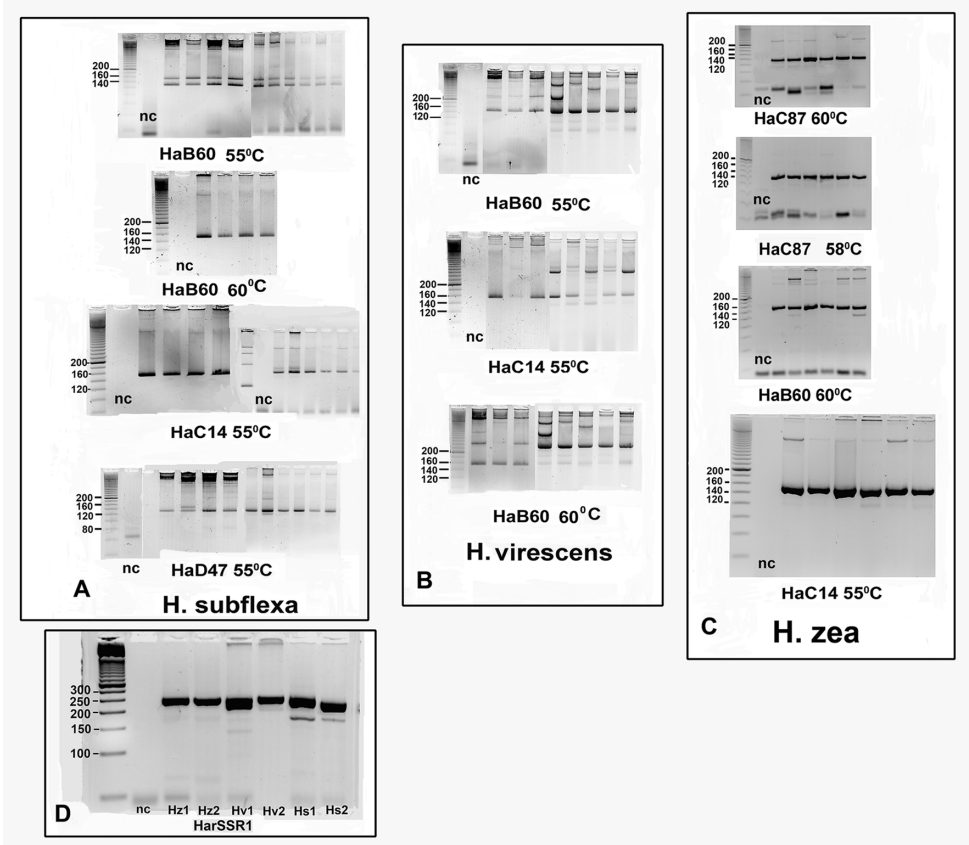 200
160
140
nc
HaB60 55⁰C
200
160
140
120
nc
HaB60 60⁰C
200
160
120
nc
nc
HaC14 55⁰C
200
160
120
80
nc
HaD47 55⁰C
A
H. subflexa
200
160
120
nc
HaB60 55⁰C
200
160
140
120
nc
HaC14 55⁰C
200
160
140
120
HaB60 60⁰C
H. virescens
B
200
160
140
120
nc
HaC87 60⁰C
200
160
140
120
nc
HaC87 58⁰C
200
160
140
120
nc
HaB60 60⁰C
200
160
140
120
nc
HaC14 55⁰C
C
H. zea
300
250
200
150
100
D
nc Hz1 Hz2 Hv1 Hv2 Hs1 Hs2
HarSSR1